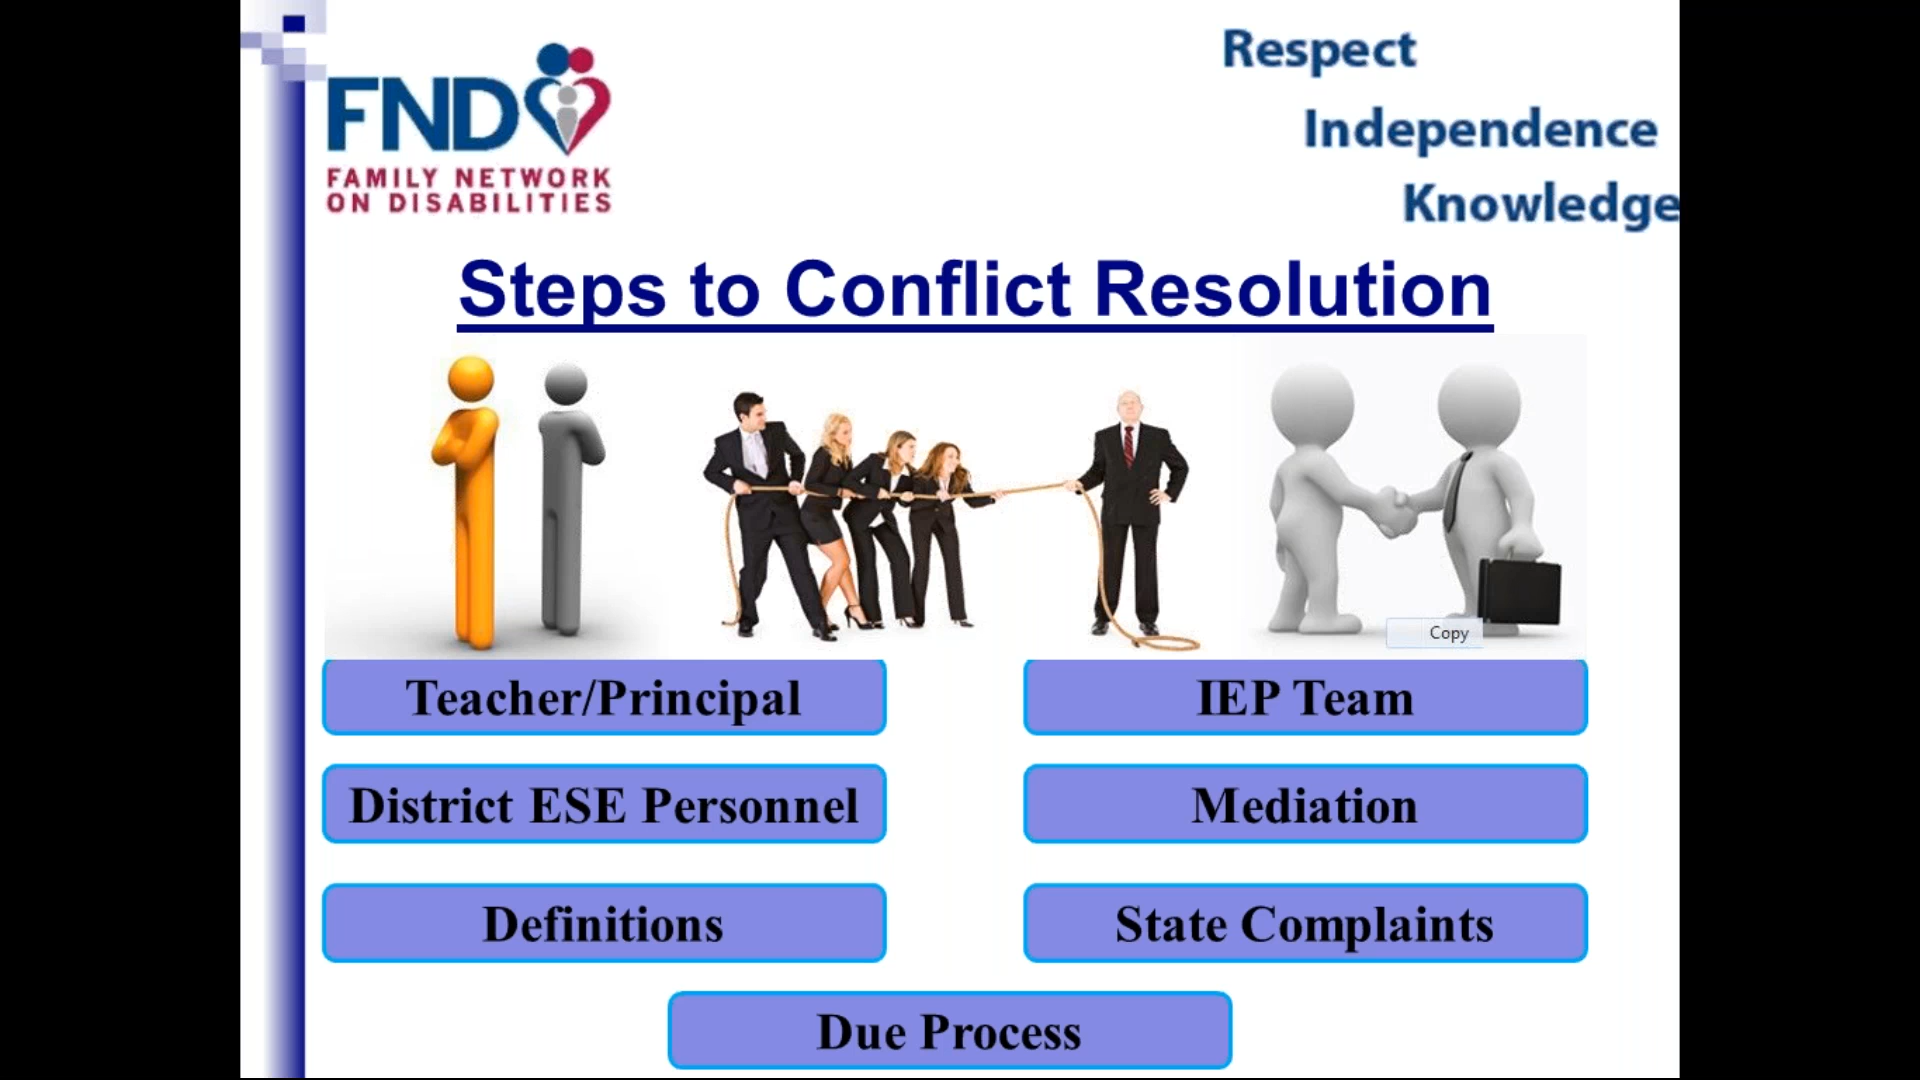 FND
FAMILY NETWORK
ON DISABILITIES
Respect
Independence
Knowledge
Steps to Conflict Resolution
Copy
Teacher/Principal
IEP Team
District ESE Personnel
Mediation
Definitions
State Complaints
Due Process